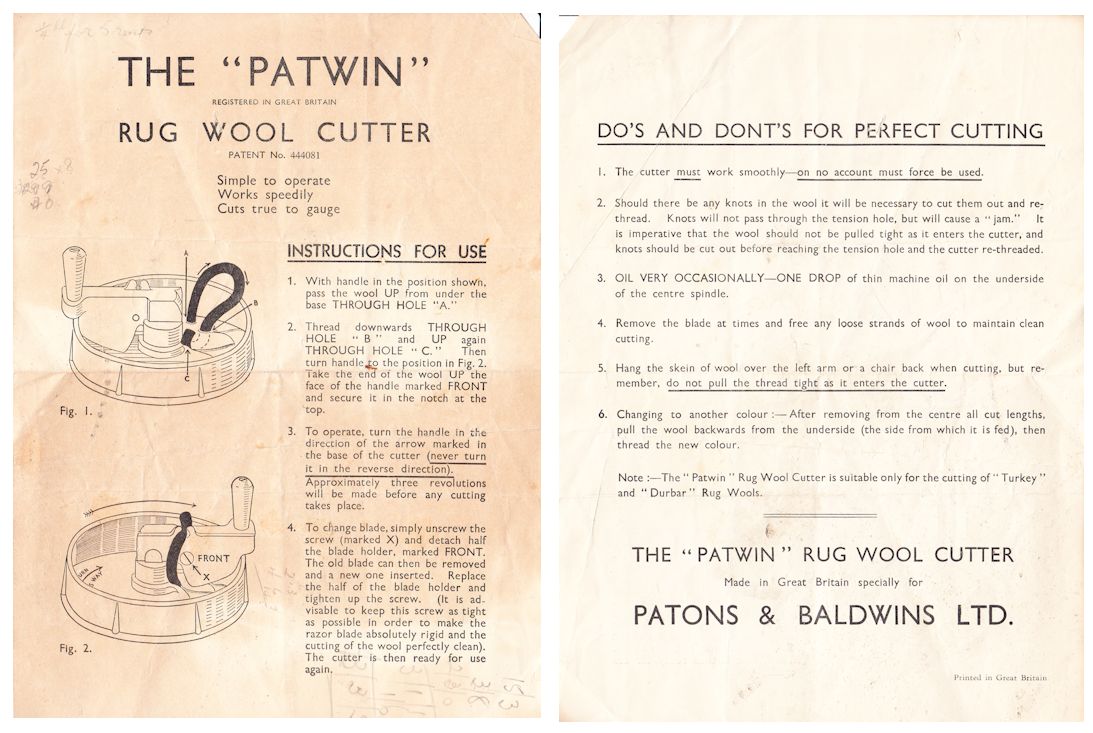 THE "PATWIN"
REGISTERED IN GREAT BRITAIN
RUG WOOL CUTTER
PATENT No. 444081
Simple to operate
Works speedily
Cuts true to gauge
25
INSTRUCTIONS FOR USE
1. With handle in the position shown,
pass the wool UP from under the
base THROUGH HOLE "A."
2. Thread downwards THROUGH
HOLE "B" and UP again
THROUGH HOLE "C." Then
turn handle to the position in Fig. 2.
Take the end of the wool UP the
face of the handle marked FRONT
and secure it in the notch at the
top.
3. To operate, turn the handle in the
direction of the arrow marked in
the base of the cutter (never turn
it in the reverse direction).
Approximately three revolutions
will be made before any cutting
takes place.
4. To change blade, simply unscrew the
screw (marked X) and detach half
the blade holder, marked FRONT.
The old blade can then be removed
and a new one inserted. Replace
the half of the blade holder and
tighten up the screw. (It is ad-
visable to keep this screw as tight
as possible in order to make the
razor blade absolutely rigid and the
cutting of the wool perfectly clean).
The cutter is then ready for use
again.
A
B
C
Fig. 1.
FRONT
X
URN
S WAY
Fig. 2.
DO'S AND DONT'S FOR PERFECT CUTTING
1. The cutter must work smoothly—on no account must force be used.
2. Should there be any knots in the wool it will be necessary to cut them out and re-
thread. Knots will not pass through the tension hole, but will cause a "jam." It
is imperative that the wool should not be pulled tight as it enters the cutter, and
knots should be cut out before reaching the tension hole and the cutter re-threaded.
3. OIL VERY OCCASIONALLY—ONE DROP of thin machine oil on the underside
of the centre spindle.
4. Remove the blade at times and free any loose strands of wool to maintain clean
cutting.
5. Hang the skein of wool over the left arm or a chair back when cutting, but re-
member, do not pull the thread tight as it enters the cutter.
6. Changing to another colour :—After removing from the centre all cut lengths,
pull the wool backwards from the underside (the side from which it is fed), then
thread the new colour.
Note :—The "Patwin" Rug Wool Cutter is suitable only for the cutting of "Turkey"
and "Durbar" Rug Wools.
THE "PATWIN" RUG WOOL CUTTER
Made in Great Britain specially for
PATONS & BALDWINS LTD.
Printed in Great Britain